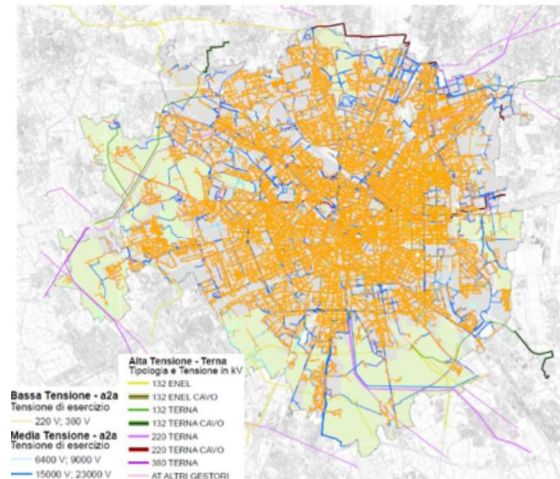 Bassa Tensione - a2a
Tensione di esercizio
220 V; 380 V
Media Tensione - a2a
Tensione di esercizio
6400 V; 9000 V
15000 V; 23000 V
Alta Tensione - Terna
Tipologia e Tensione in kV
132 ENEL
132 ENEL CAVO
132 TERNA
132 TERNA CAVO
220 TERNA
220 TERNA CAVO
380 TERNA
AT ALTRI GESTORI